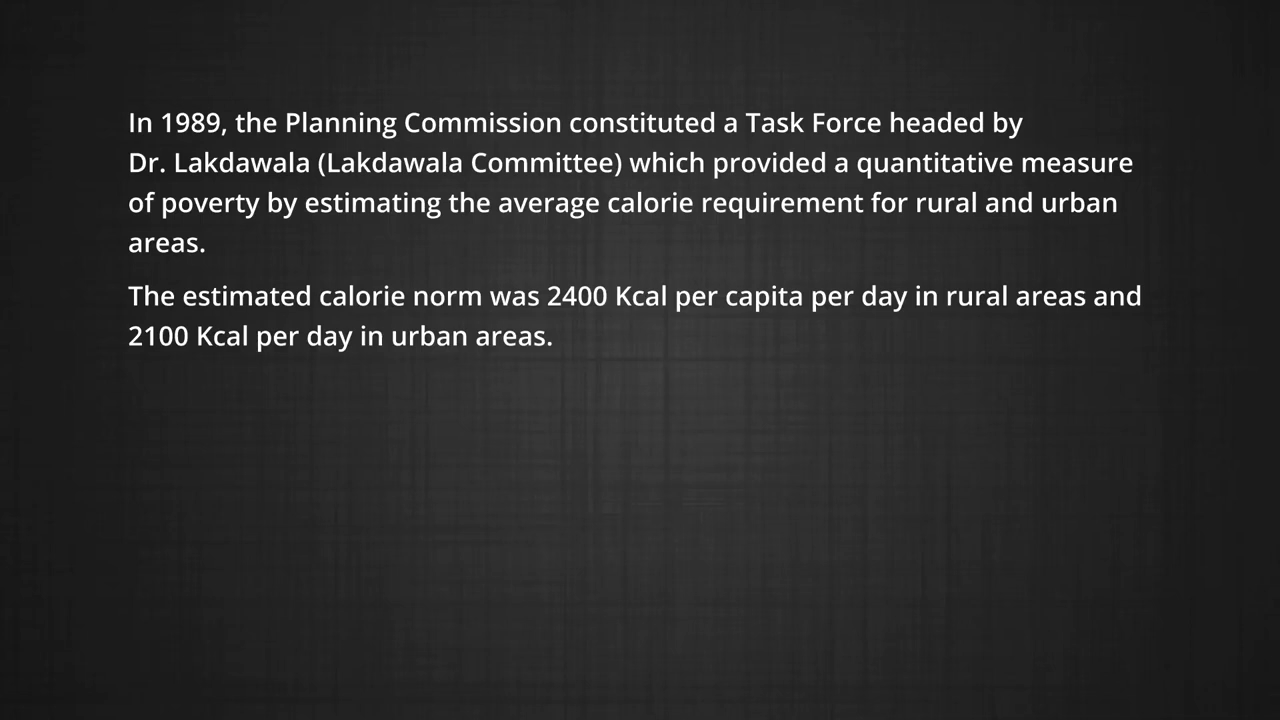 In 1989, the Planning Commission constituted a Task Force headed by
Dr. Lakdawala (Lakdawala Committee) which provided a quantitative measure
of poverty by estimating the average calorie requirement for rural and urban
areas.
The estimated calorie norm was 2400 Kcal per capita per day in rural areas and
2100 Kcal per day in urban areas.